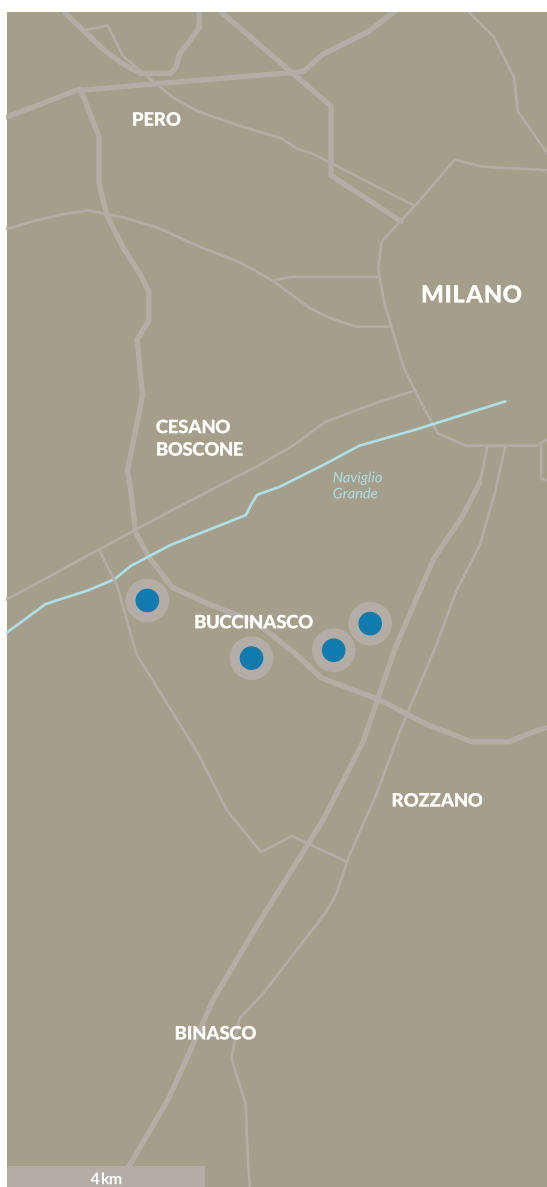 PERO
MILANO
CESANO
BOSCONE
Naviglio
Grande
BUCCINASCO
ROZZANO
BINASCO
4 km